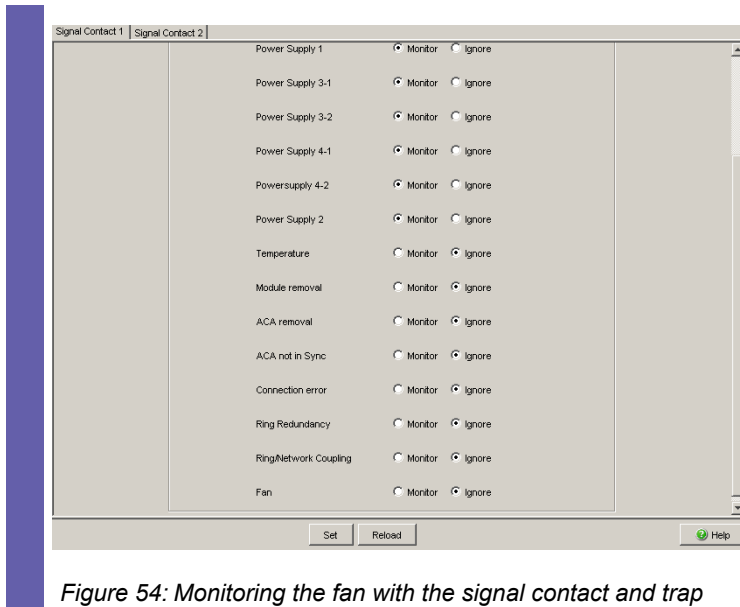 Signal Contact 1 Signal Contact 2
Power Supply 1 Monitor Ignore
Power Supply 3-1 Monitor Ignore
Power Supply 3-2 Monitor Ignore
Power Supply 4-1 Monitor Ignore
Powersupply 4-2 Monitor Ignore
Power Supply 2 Monitor Ignore
Temperature Monitor Ignore
Module removal Monitor Ignore
ACA removal Monitor Ignore
ACA not in Sync Monitor Ignore
Connection error Monitor Ignore
Ring Redundancy Monitor Ignore
Ring/Network Coupling Monitor Ignore
Fan Monitor Ignore
Set Reload Help
Figure 54: Monitoring the fan with the signal contact and trap